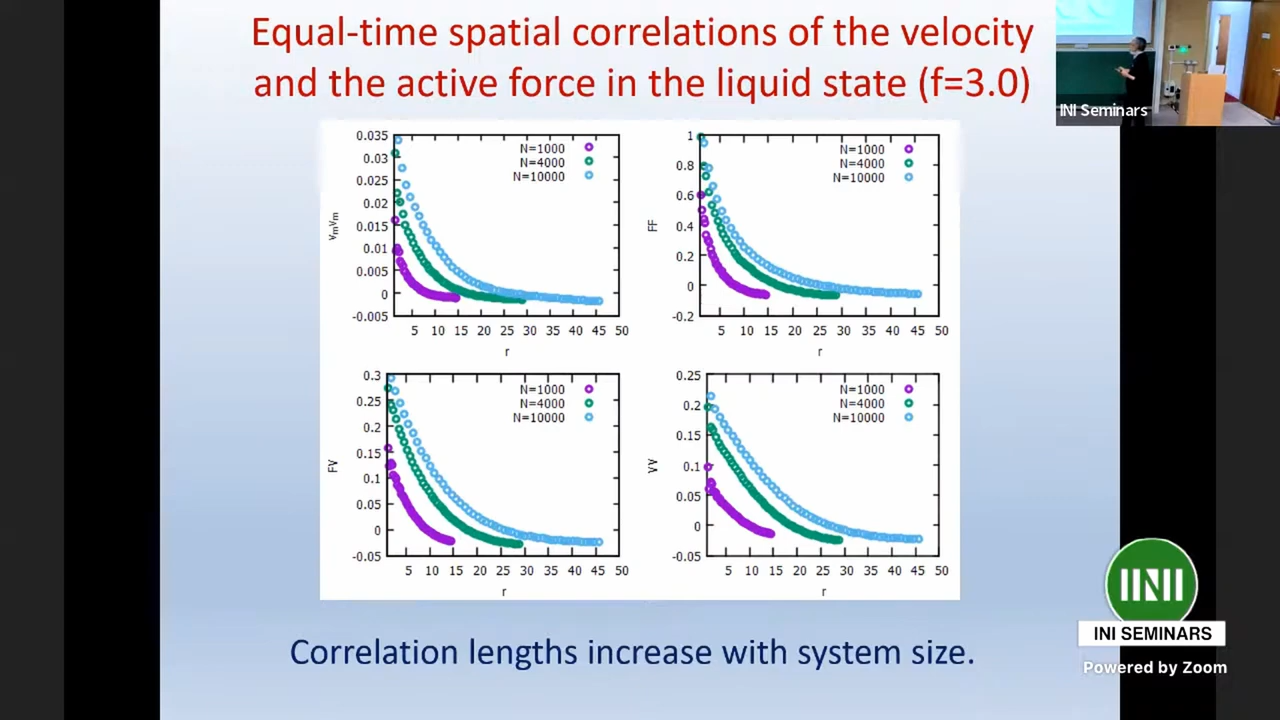 Equal-time spatial correlations of the velocity
and the active force in the liquid state (f=3.0)
INI Seminars
0.035
0.03
0.025
0.02
0.015
0.01
0.005
0
-0.005
VmVm
N=1000
N=4000
N=10000
5 10 15 20 25 30 35 40 45 50
r
1
0.8
0.6
0.4
0.2
0
-0.2
FF
N=1000
N=4000
N=10000
5 10 15 20 25 30 35 40 45 50
r
0.3
0.25
0.2
0.15
0.1
0.05
0
-0.05
FV
N=1000
N=4000
N=10000
5 10 15 20 25 30 35 40 45 50
r
0.25
0.2
0.15
0.1
0.05
0
-0.05
VV
N=1000
N=4000
N=10000
5 10 15 20 25 30 35 40 45 50
r
Correlation lengths increase with system size.
INI SEMINARS
Powered by Zoom